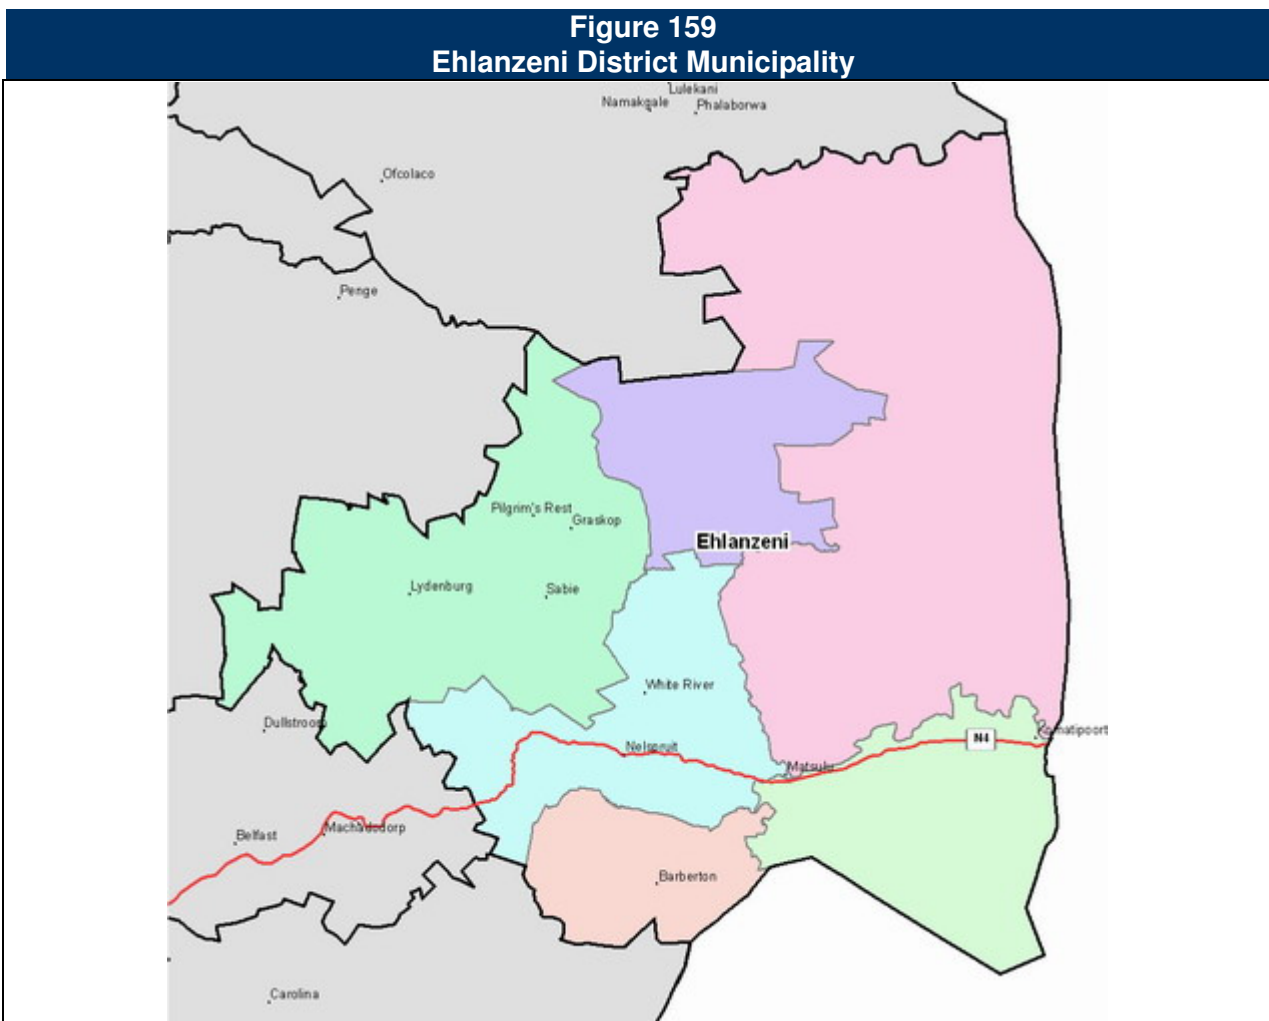 Figure 159
Ehlanzeni District Municipality
Lulekani
Namakgale
Phalaborwa
Ofcolaco
Penge
Pilgrim's Rest
Graskop
Ehlanzeni
Lydenburg
Sabie
White River
Dullstroom
Komatipoort
N4
Nelspruit
Matsulu
Machadodorp
Belfast
Barberton
Carolina